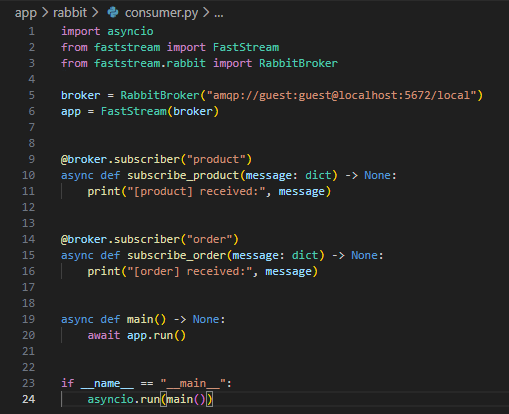 app > rabbit > consumer.py > ...
1 import asyncio
2 from faststream import FastStream
3 from faststream.rabbit import RabbitBroker
4
5 broker = RabbitBroker("amqp://guest:guest@localhost:5672/local")
6 app = FastStream(broker)
7
8
9 @broker.subscriber("product")
10 async def subscribe_product(message: dict) -> None:
11     print("[product] received:", message)
12
13
14 @broker.subscriber("order")
15 async def subscribe_order(message: dict) -> None:
16     print("[order] received:", message)
17
18
19 async def main() -> None:
20     await app.run()
21
22
23 if __name__ == "__main__":
24     asyncio.run(main())